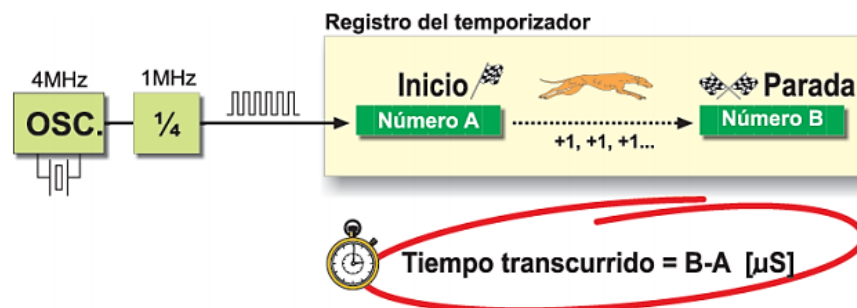 Registro del temporizador
4MHz
1MHz
Inicio
Parada
OSC.
¼
Número A
Número B
+1, +1, +1...
Tiempo transcurrido = B-A [µS]